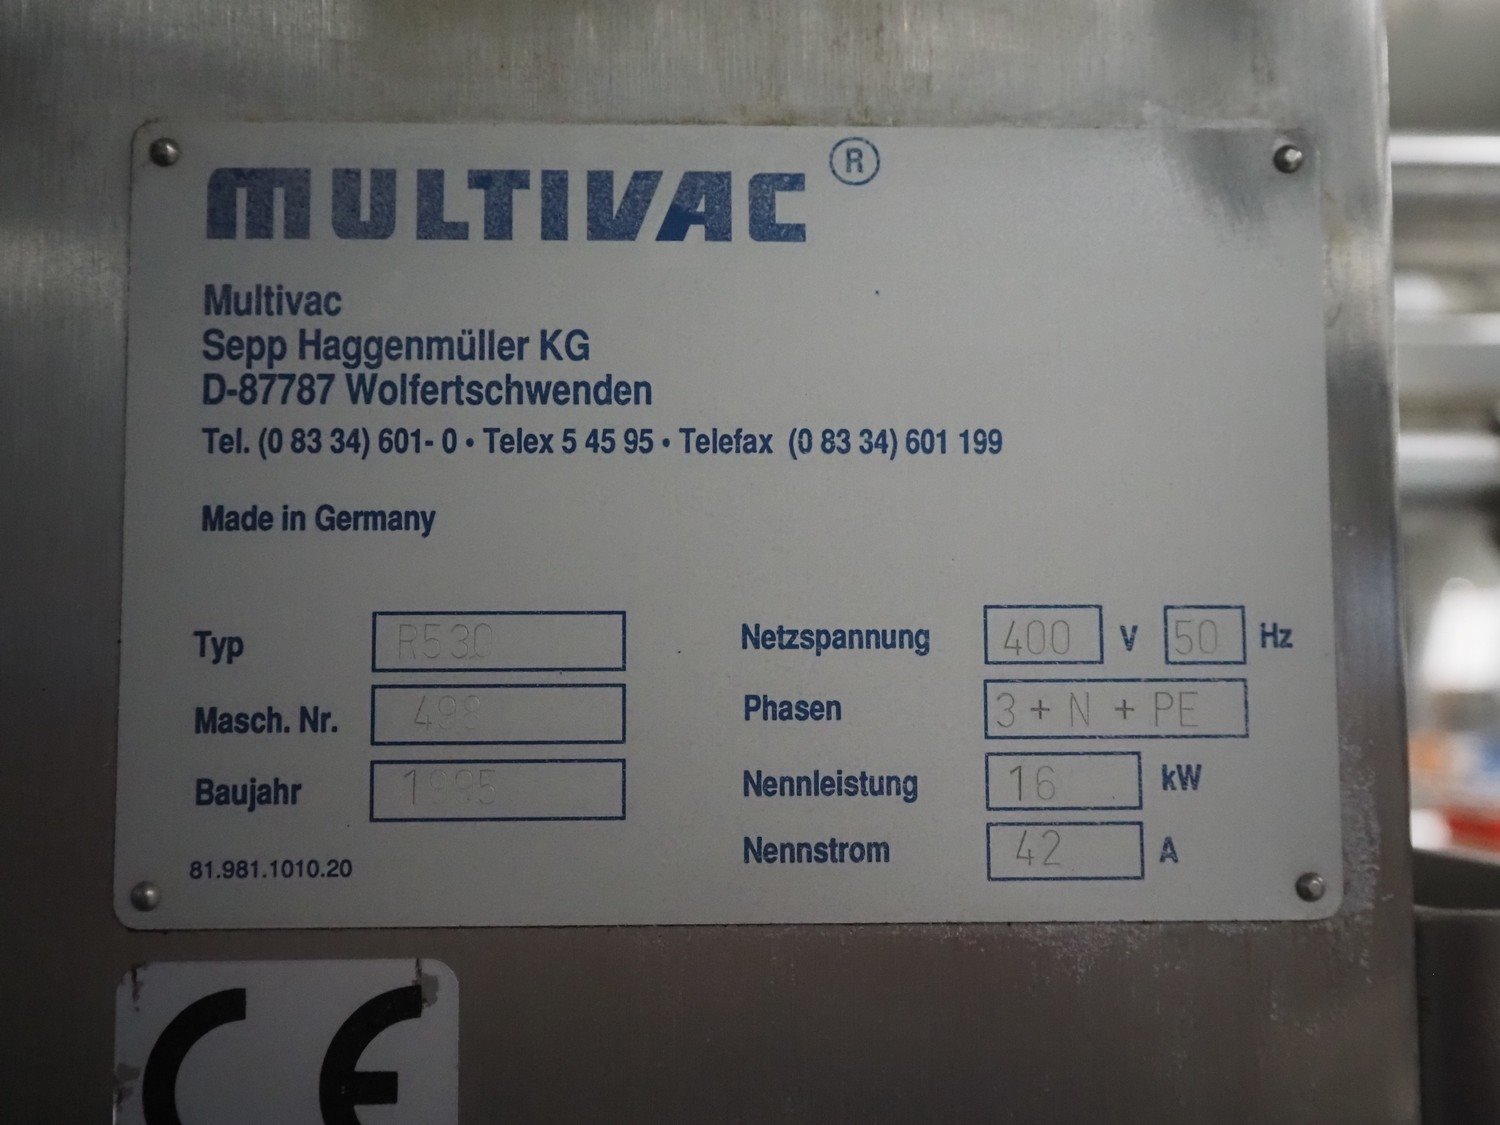 MULTIVAC ®
Multivac
Sepp Haggenmüller KG
D-87787 Wolfertschwenden
Tel. (0 83 34) 601- 0 • Telex 5 45 95 • Telefax (0 83 34) 601 199
Made in Germany
Typ R530
Masch. Nr. 498
Baujahr 1995
81.981.1010.20
Netzspannung 400 V 50 Hz
Phasen 3 + N + PE
Nennleistung 16 kW
Nennstrom 42 A
CE